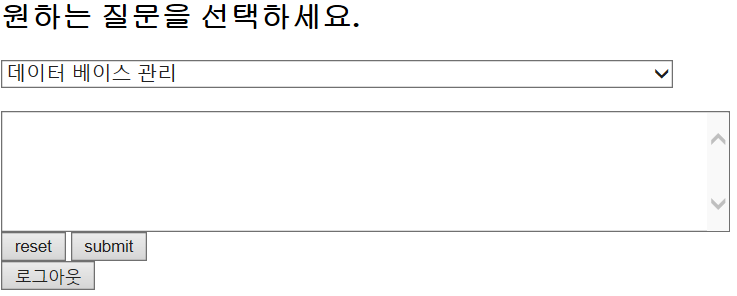 원하는 질문을 선택하세요.
데이터 베이스 관리
reset submit
로그아웃